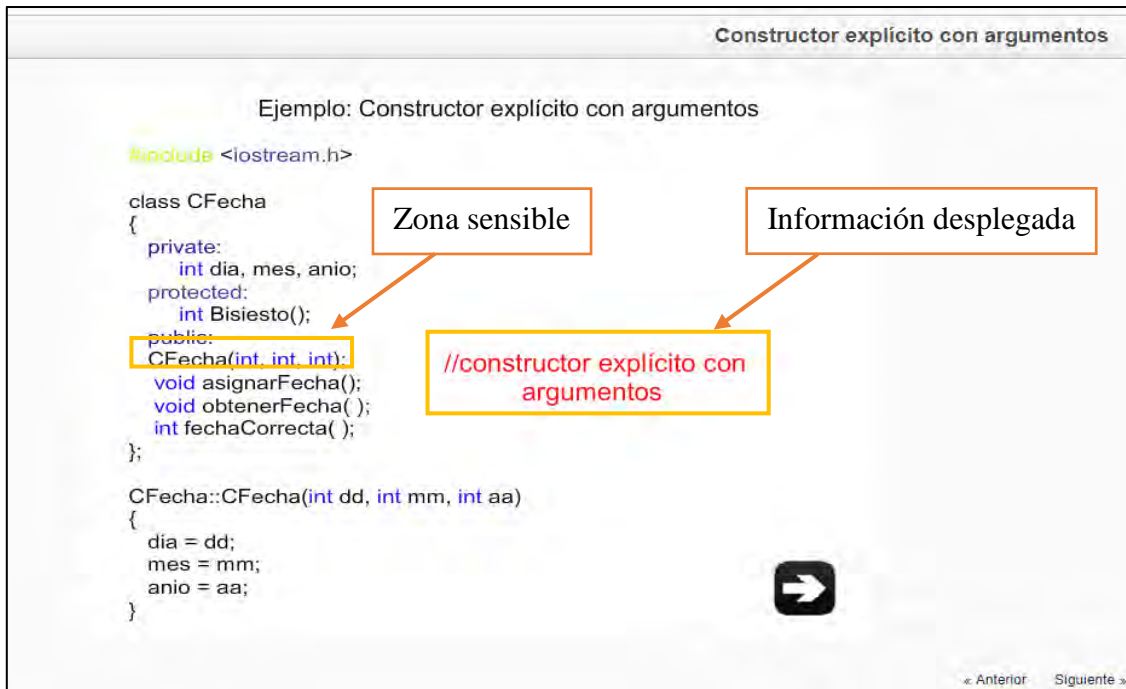 Constructor explícito con argumentos
Ejemplo: Constructor explícito con argumentos
#include <iostream.h>
class CFecha
{
private:
int dia, mes, anio;
protected:
int Bisiesto();
public:
CFecha(int, int, int);
void asignarFecha();
void obtenerFecha( );
int fechaCorrecta( );
};
Zona sensible
Información desplegada
//constructor explícito con
argumentos
CFecha::CFecha(int dd, int mm, int aa)
{
dia = dd;
mes = mm;
anio = aa;
}
« Anterior Siguiente »